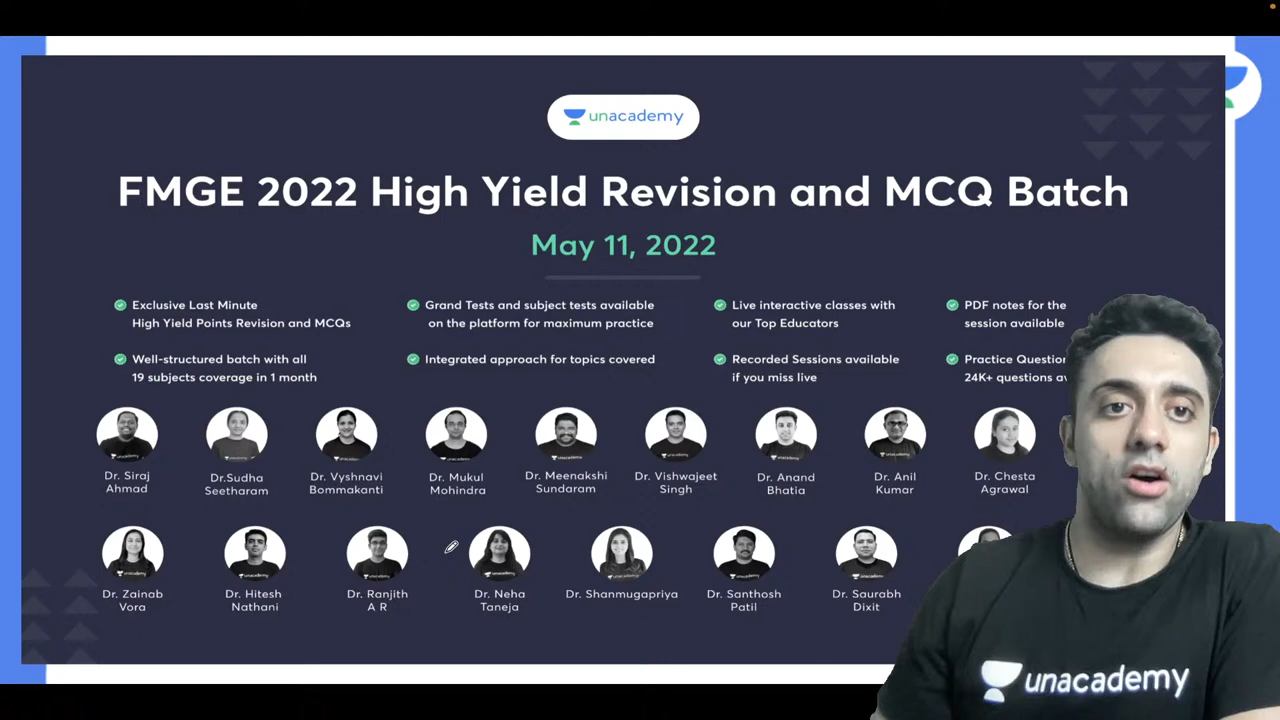 unacademy
FMGE 2022 High Yield Revision and MCQ Batch
May 11, 2022
Exclusive Last Minute
High Yield Points Revision and MCQs
Grand Tests and subject tests available
on the platform for maximum practice
Live interactive classes with
our Top Educators
PDF notes for the
session available
Well-structured batch with all
19 subjects coverage in 1 month
Integrated approach for topics covered
Recorded Sessions available
if you miss live
Practice
24K+ questions
Dr. Siraj
Ahmad
Dr.Sudha
Seetharam
Dr. Vyshnavi
Bommakanti
Dr. Mukul
Mohindra
Dr. Meenakshi
Sundaram
Dr. Vishwajeet
Singh
Dr. Anand
Bhatia
Dr. Anil
Kumar
Dr. Chesta
Agrawal
Dr. Zainab
Vora
Dr. Hitesh
Nathani
Dr. Ranjith
A R
Dr. Neha
Taneja
Dr. Shanmugapriya
Dr. Santhosh
Patil
Dr. Saurabh
Dixit
unacademy